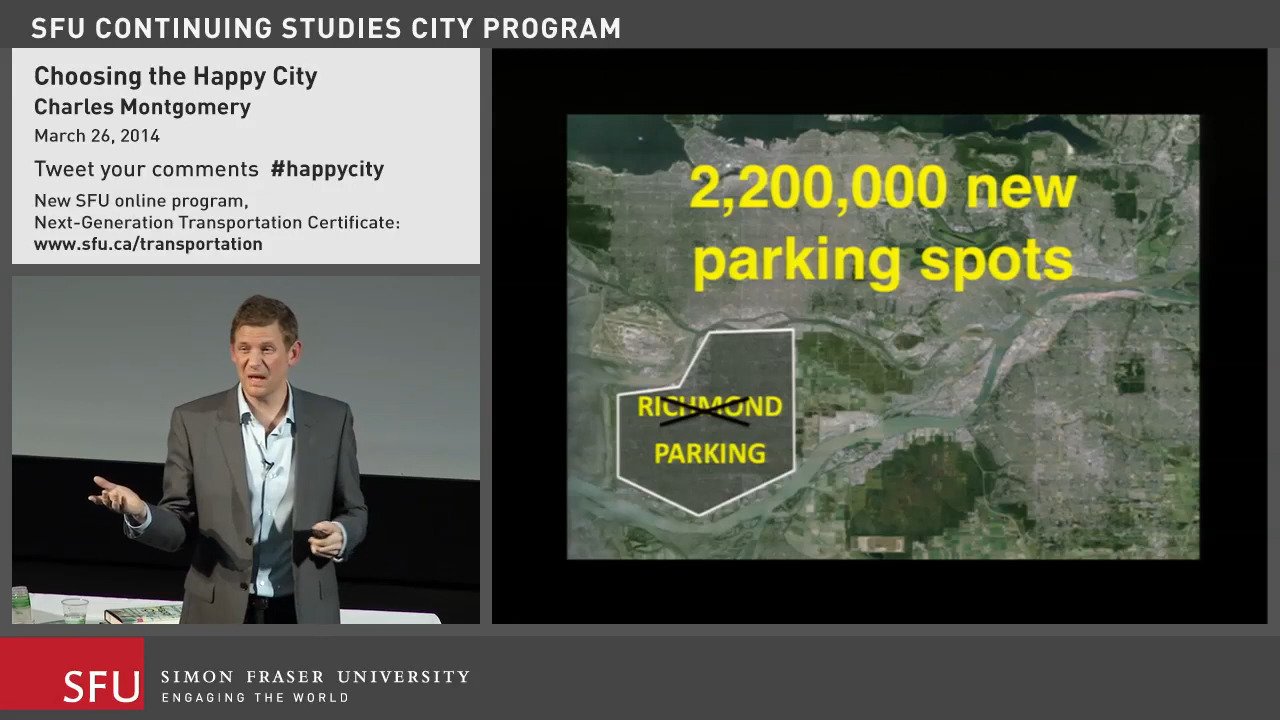 SFU CONTINUING STUDIES CITY PROGRAM
Choosing the Happy City
Charles Montgomery
March 26, 2014
Tweet your comments #happycity
New SFU online program,
Next-Generation Transportation Certificate:
www.sfu.ca/transportation
2,200,000 new
parking spots
RICHMOND
PARKING
SFU
SIMON FRASER UNIVERSITY
ENGAGING THE WORLD